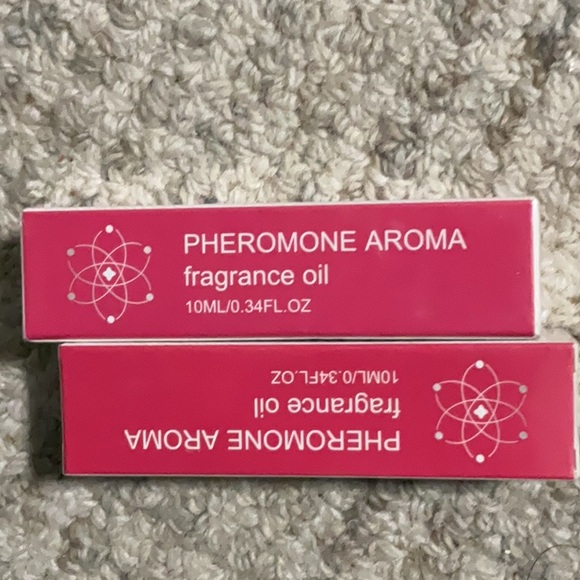 PHEROMONE AROMA
fragrance oil
10ML/0.34FL.OZ
PHEROMONE AROMA
fragrance oil
10ML/0.34FL.OZ